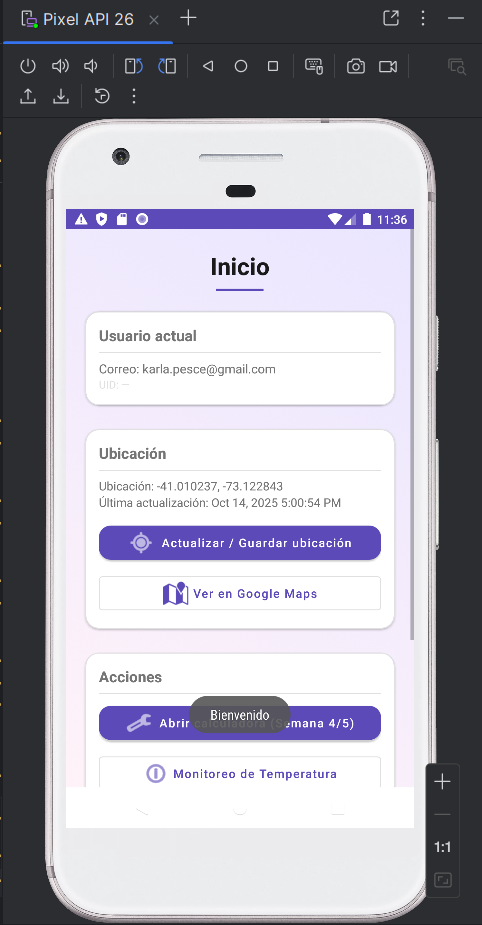 Pixel API 26
11:36
Inicio
Usuario actual
Correo: karla.pesce@gmail.com
UID: —
Ubicación
Ubicación: -41.010237, -73.122843
Última actualización: Oct 14, 2025 5:00:54 PM
Actualizar / Guardar ubicación
Ver en Google Maps
Acciones
Abrir calculadora (Semana 4/5)
Bienvenido
Monitoreo de Temperatura
1:1